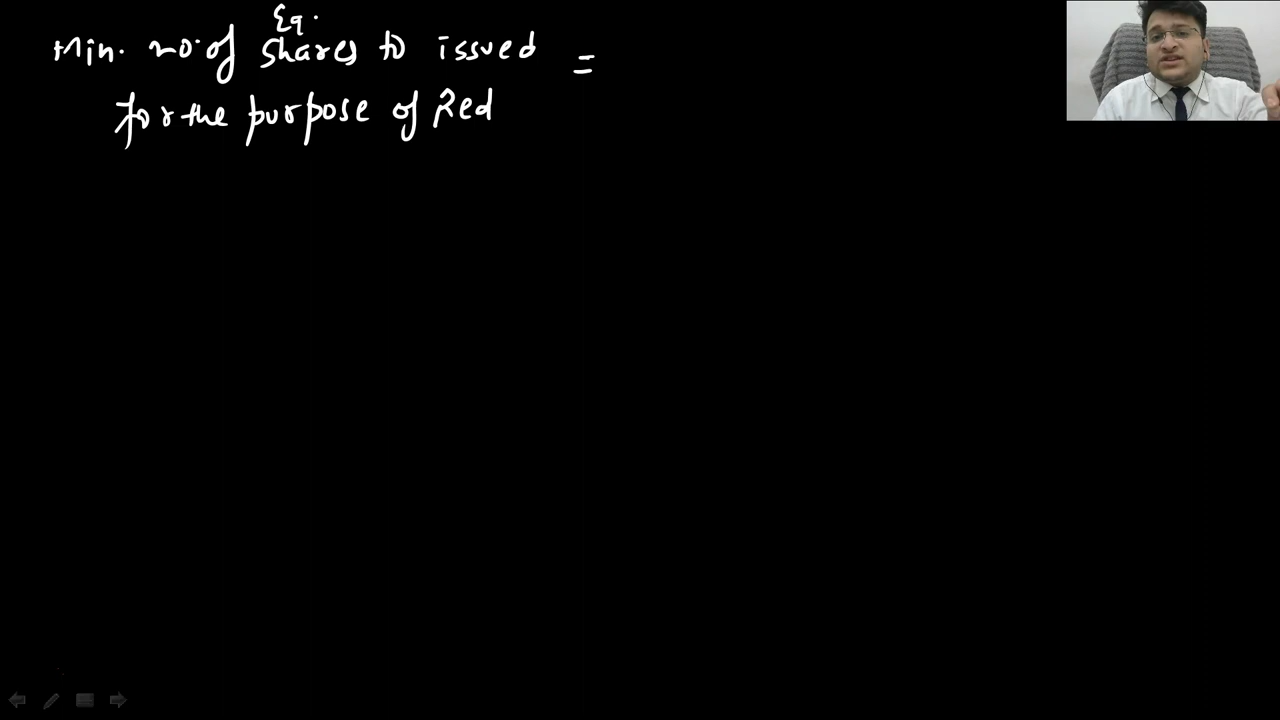 Eq.
Min. no. of shares to issued =
for the purpose of Red